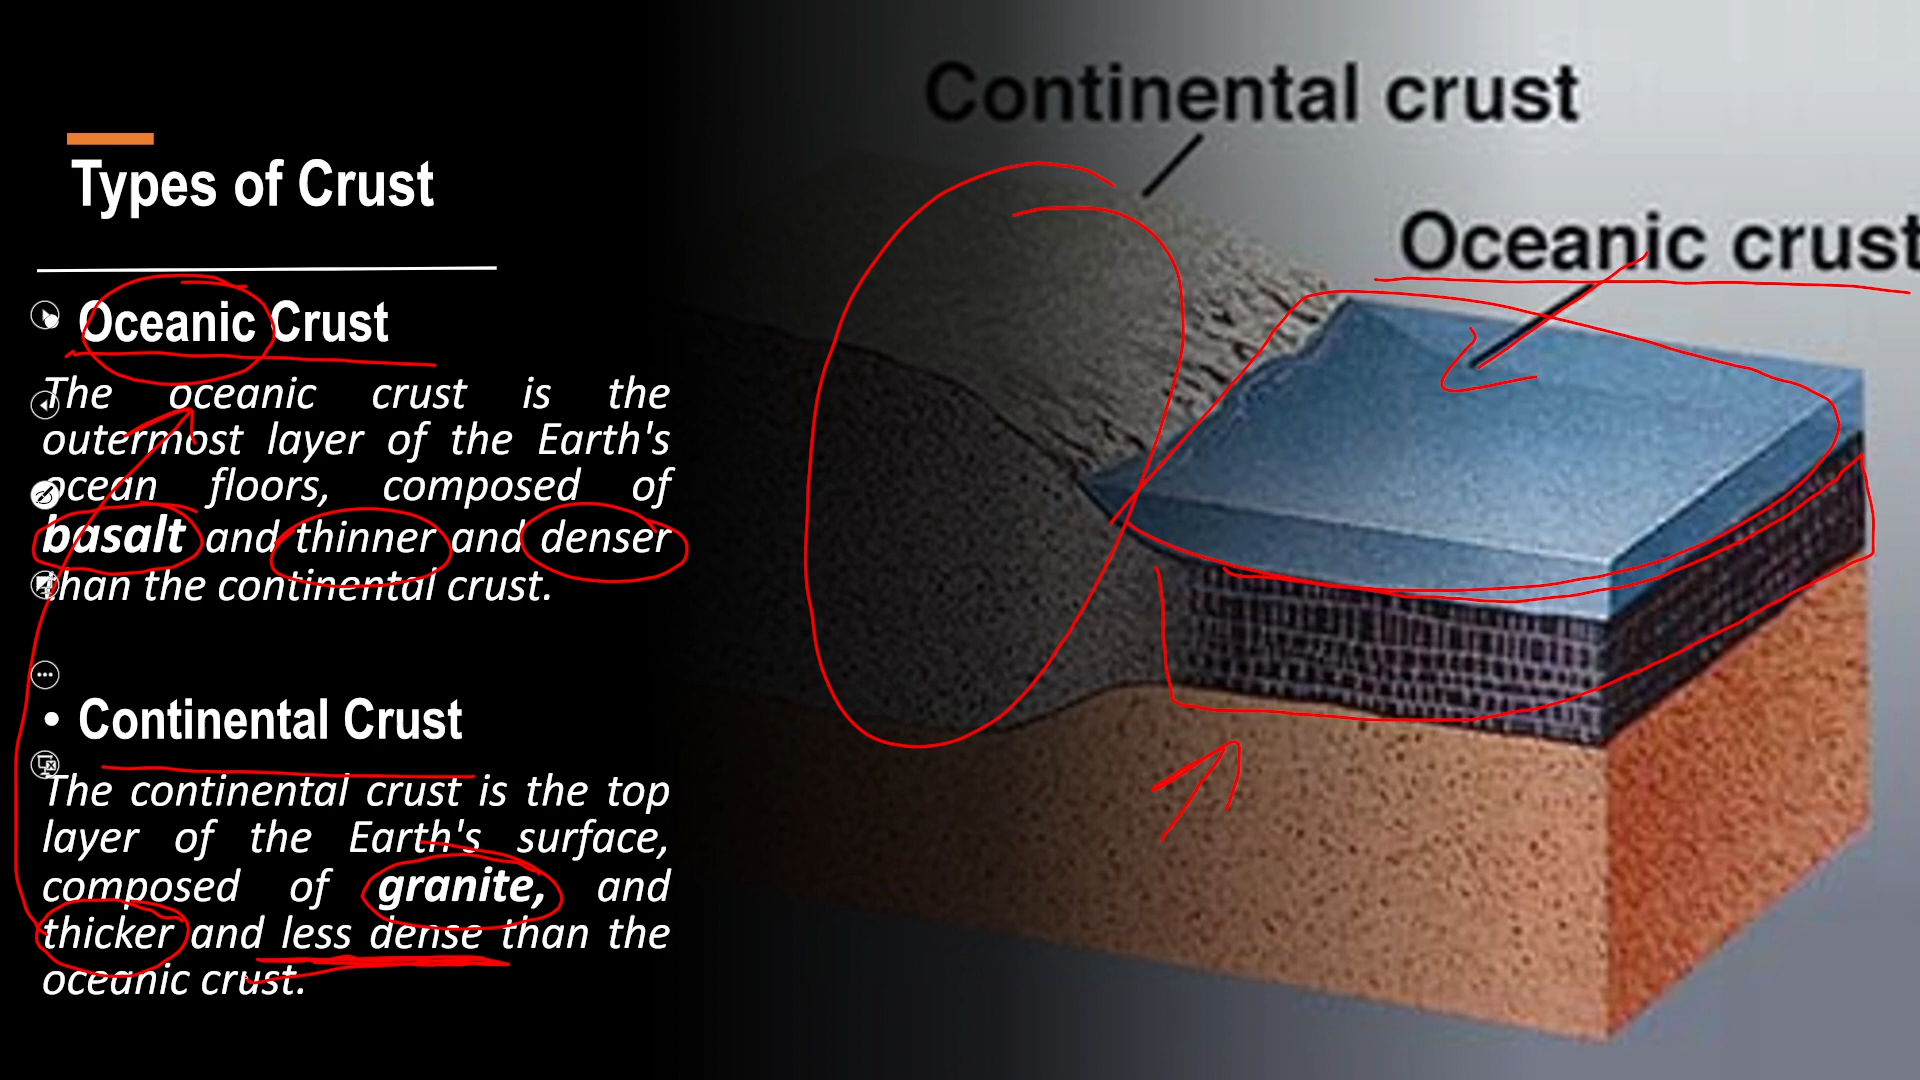 Types of Crust
• Oceanic Crust
The oceanic crust is the
outermost layer of the Earth's
ocean floors, composed of
basalt and thinner and denser
than the continental crust.
• Continental Crust
The continental crust is the top
layer of the Earth's surface,
composed of granite, and
thicker and less dense than the
oceanic crust.
Continental crust
Oceanic crust